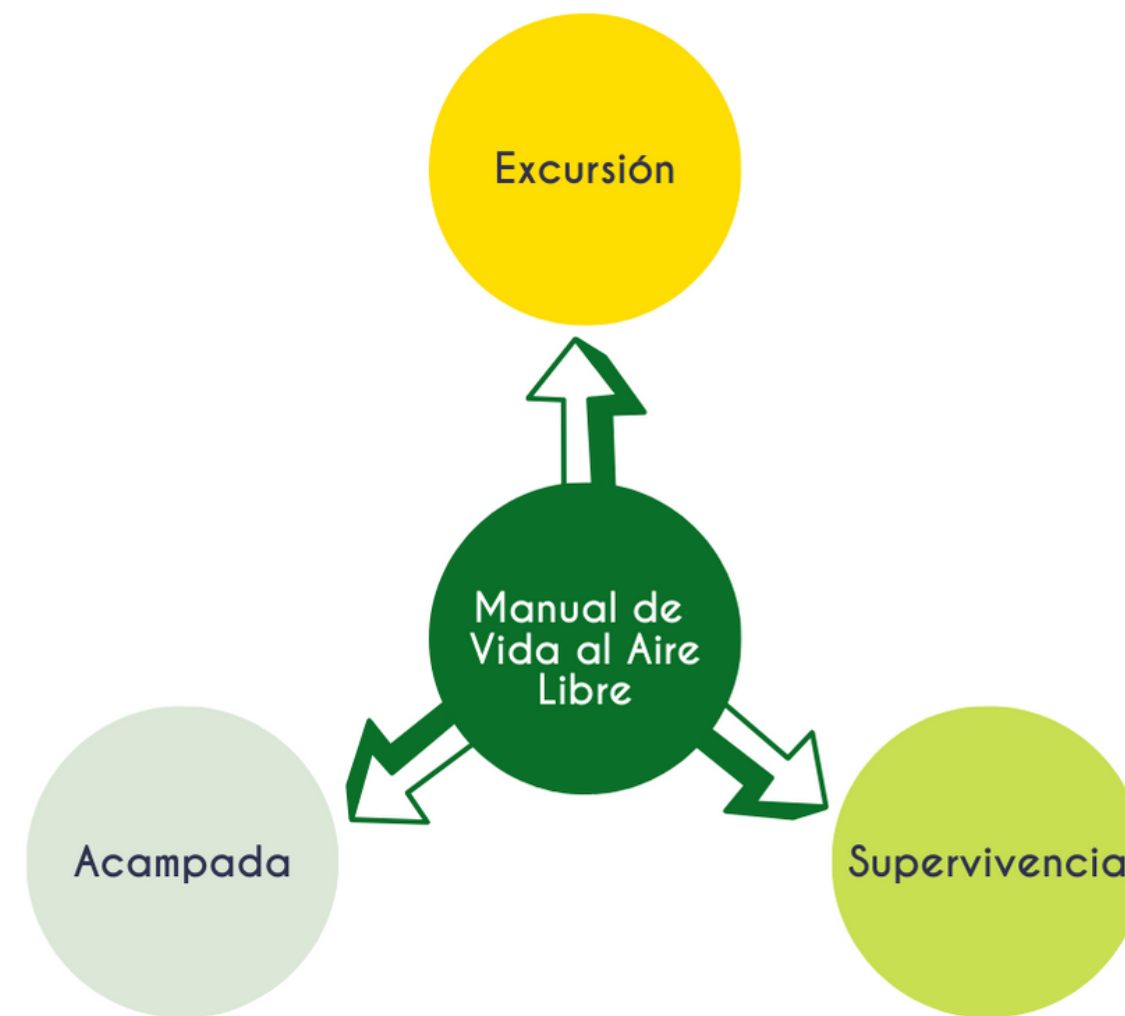 Excursión
Manual de
Vida al Aire
Libre
Acampada
Supervivencia